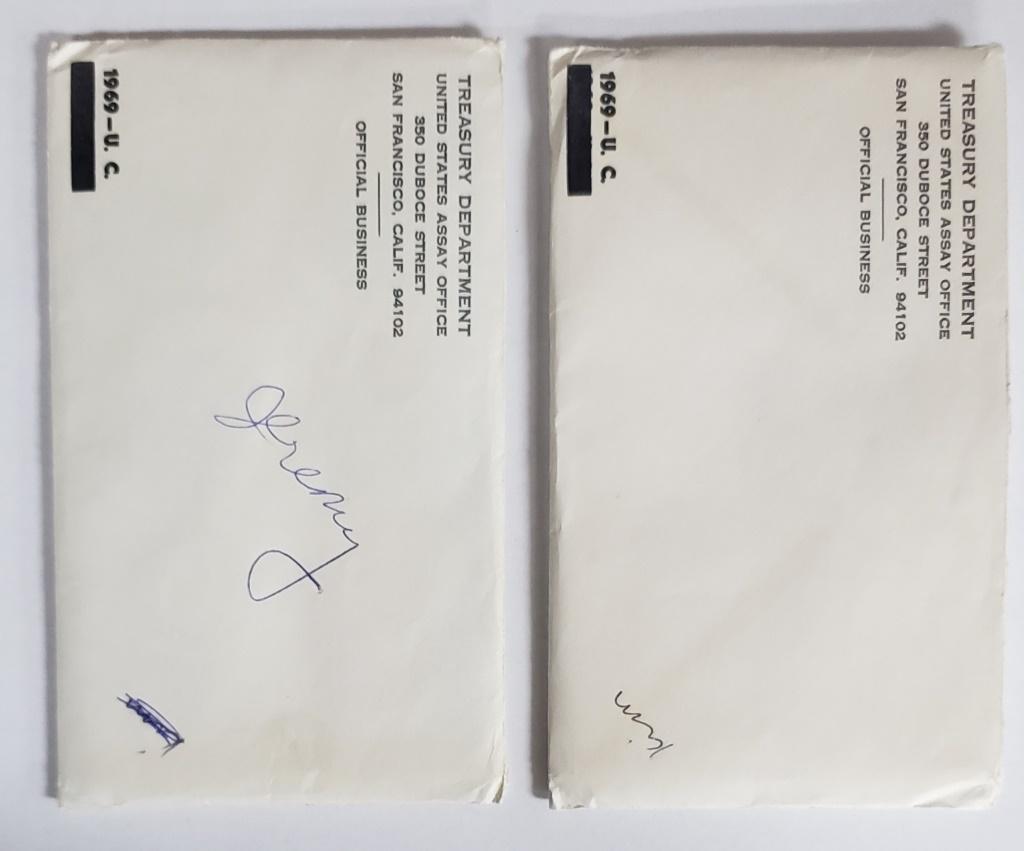 TREASURY DEPARTMENT
UNITED STATES ASSAY OFFICE
350 DUBOCE STREET
SAN FRANCISCO, CALIF. 94102
OFFICIAL BUSINESS
1969-U. C.
Jeremy
TREASURY DEPARTMENT
UNITED STATES ASSAY OFFICE
350 DUBOCE STREET
SAN FRANCISCO, CALIF. 94102
OFFICIAL BUSINESS
1969-U. C.
Kim